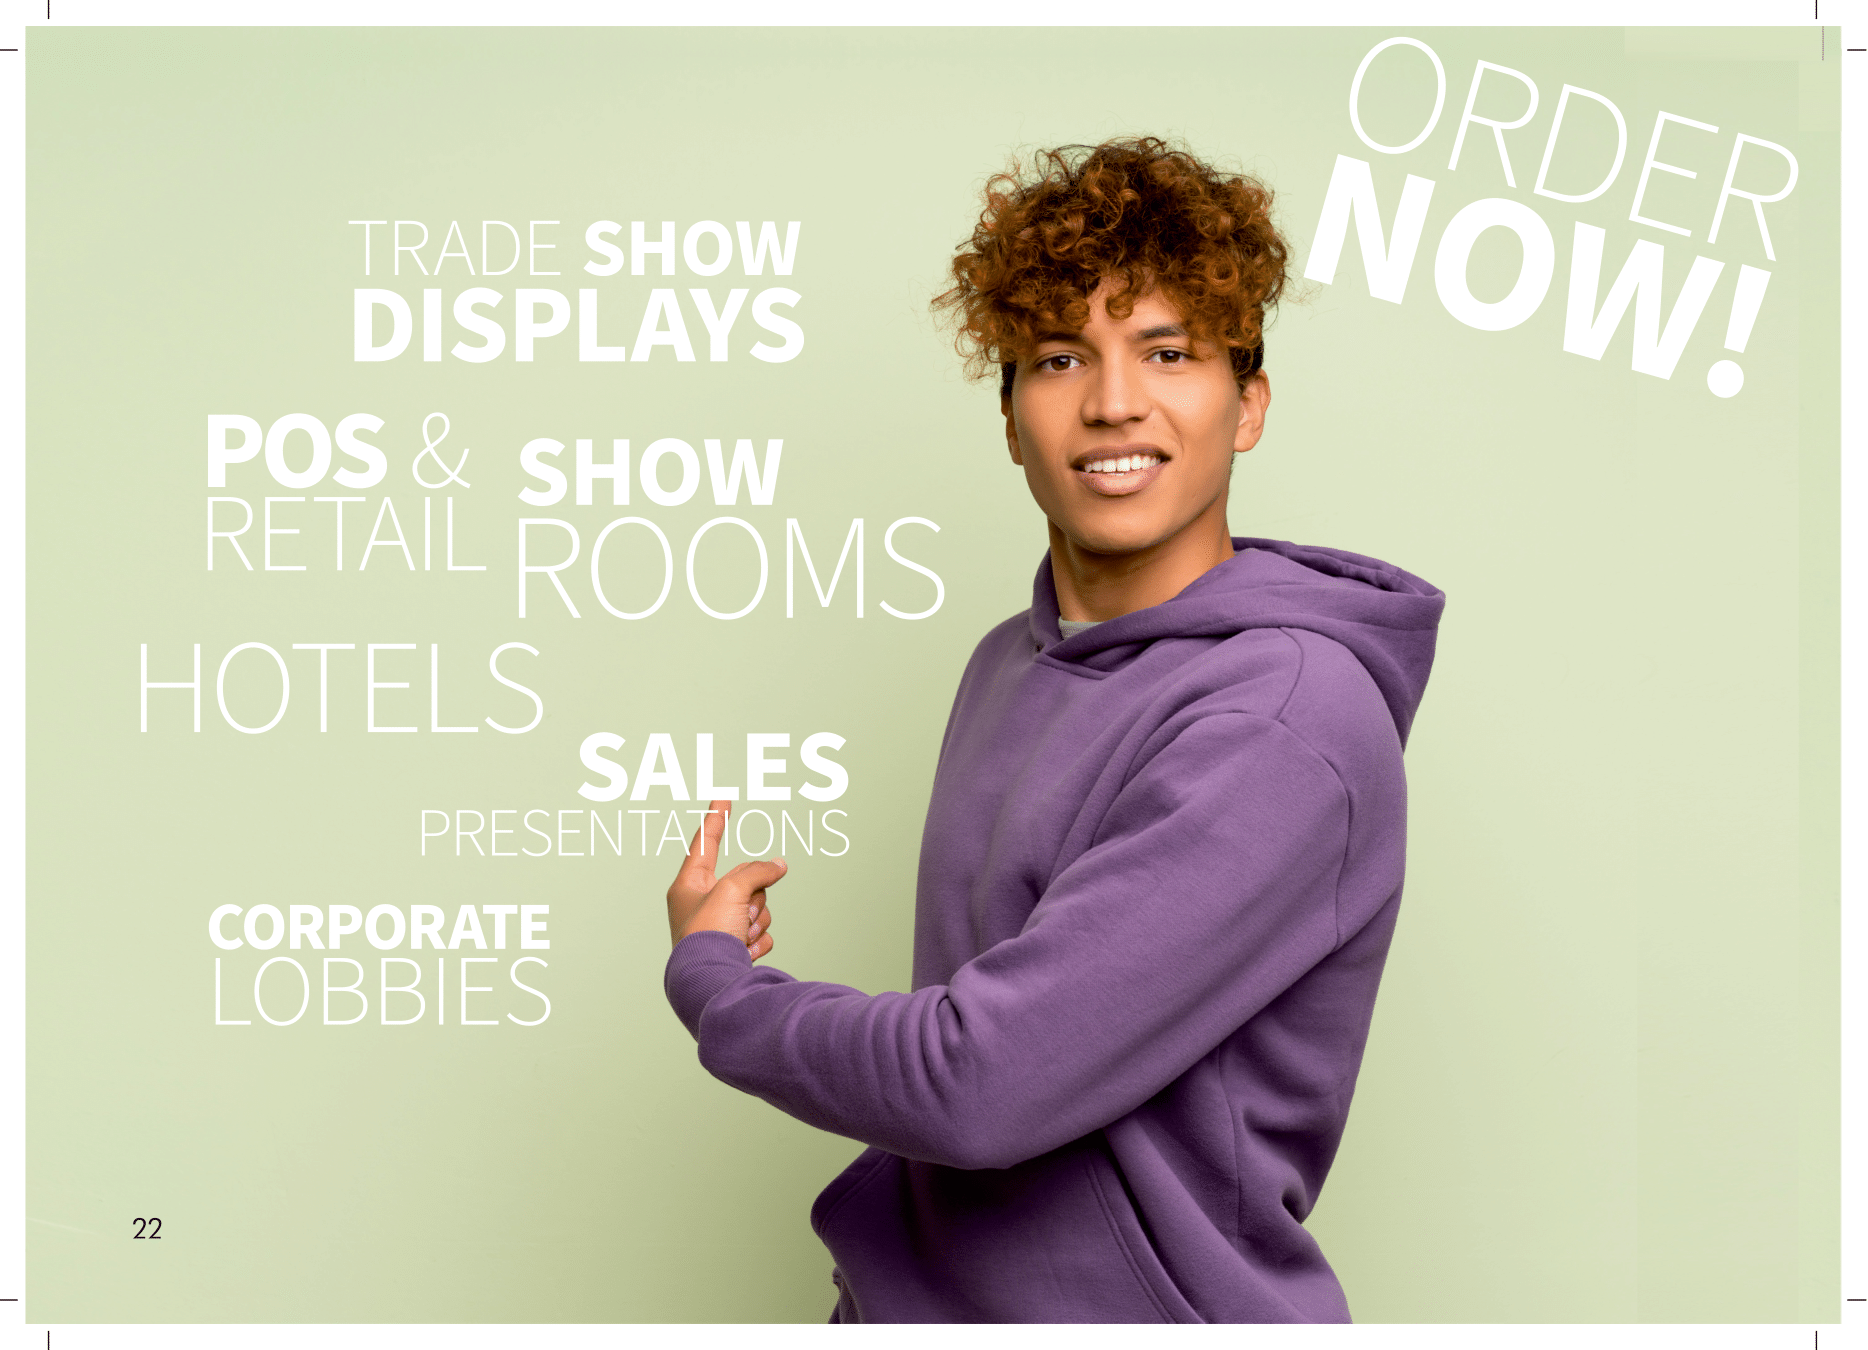 ORDER
NOW!
TRADE SHOW
DISPLAYS
POS &
RETAIL
SHOW
ROOMS
HOTELS
SALES
PRESENTATIONS
CORPORATE
LOBBIES
22